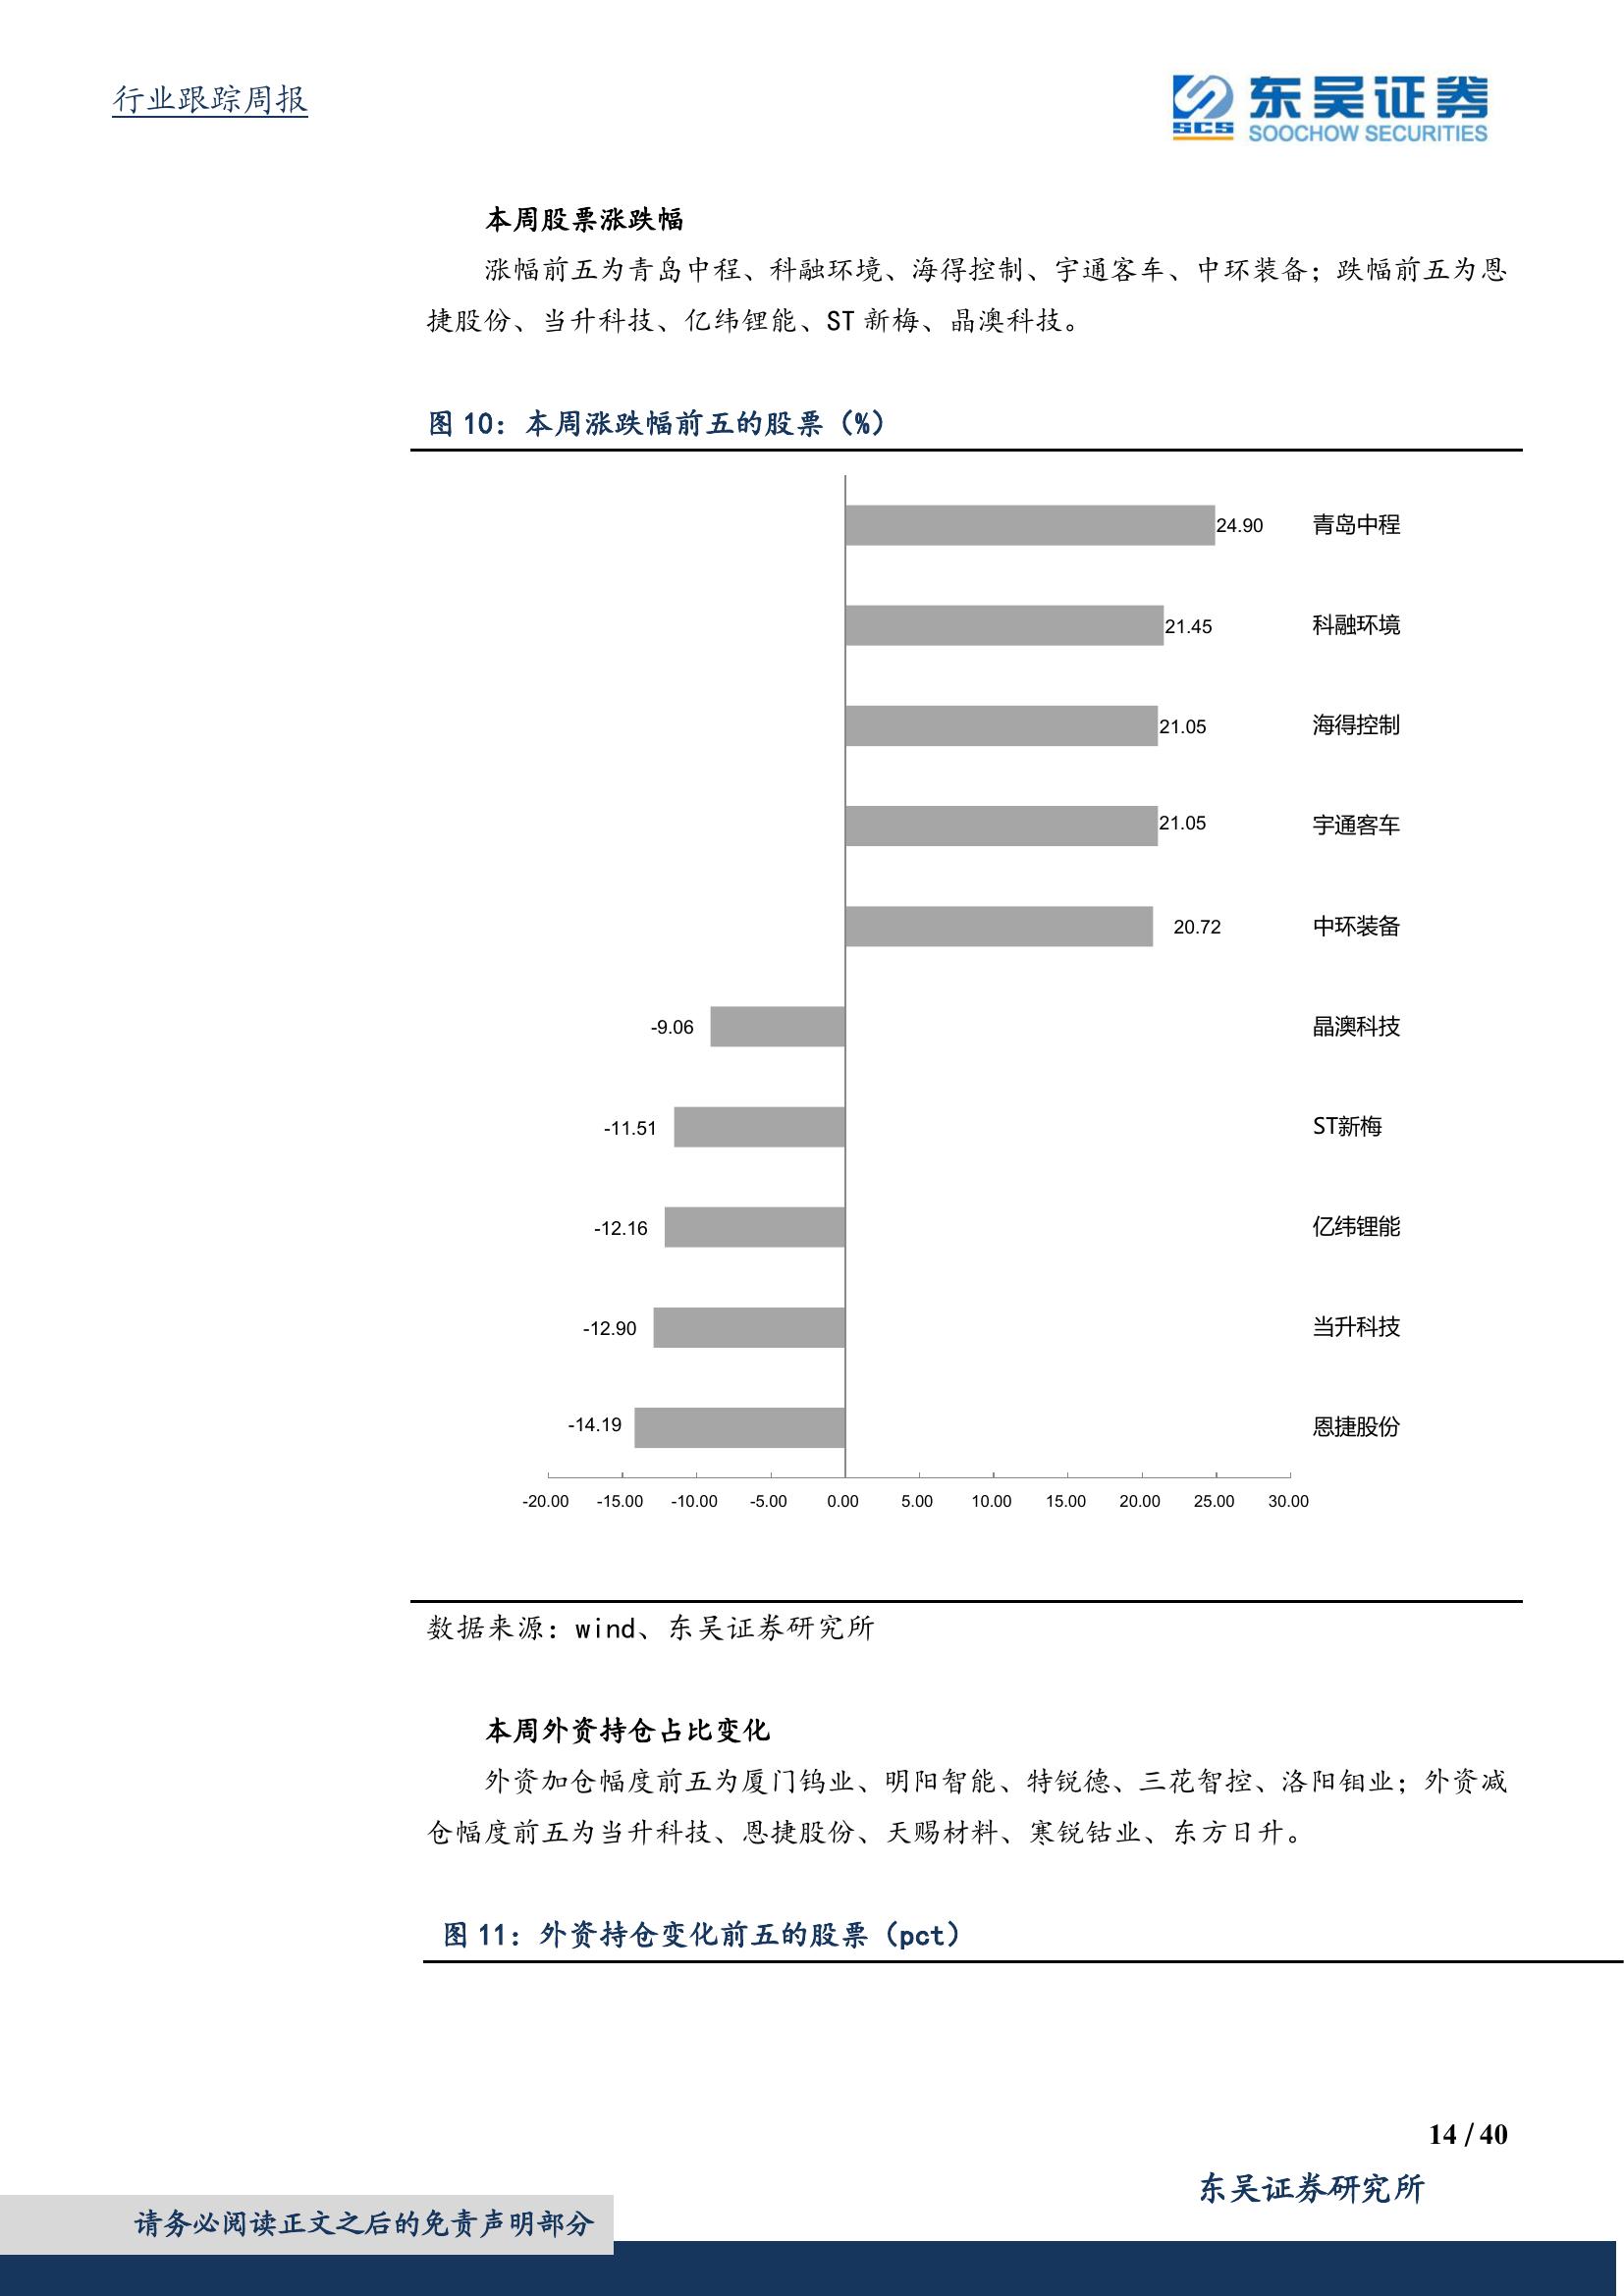 行业跟踪周报
SCS
东吴证券
SOOCHOW SECURITIES
本周股票涨跌幅
涨幅前五为青岛中程、科融环境、海得控制、宇通客车、中环装备；跌幅前五为恩
捷股份、当升科技、亿纬锂能、ST 新梅、晶澳科技。
图 10：本周涨跌幅前五的股票（%）
24.90 青岛中程
21.45 科融环境
21.05 海得控制
21.05 宇通客车
20.72 中环装备
-9.06 晶澳科技
-11.51 ST新梅
-12.16 亿纬锂能
-12.90 当升科技
-14.19 恩捷股份
-20.00 -15.00 -10.00 -5.00 0.00 5.00 10.00 15.00 20.00 25.00 30.00
数据来源：wind、东吴证券研究所
本周外资持仓占比变化
外资加仓幅度前五为厦门钨业、明阳智能、特锐德、三花智控、洛阳钼业；外资减
仓幅度前五为当升科技、恩捷股份、天赐材料、寒锐钴业、东方日升。
图 11：外资持仓变化前五的股票（pct）
14 / 40
东吴证券研究所
请务必阅读正文之后的免责声明部分